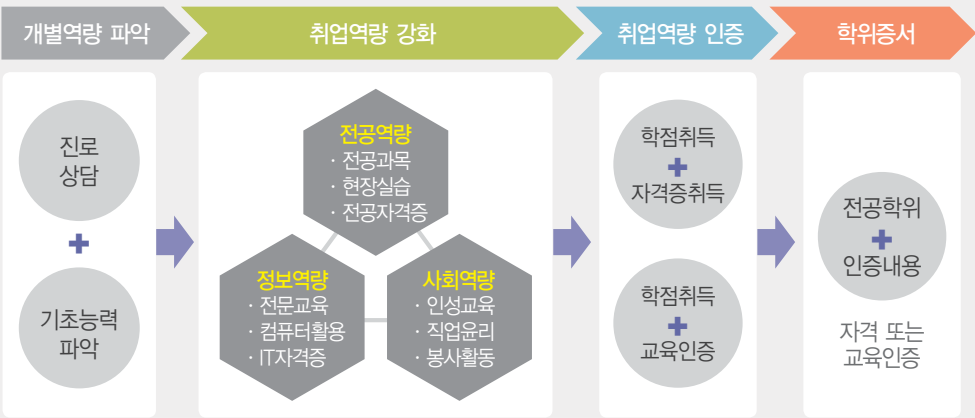 개별역량 파악
취업역량 강화
취업역량 인증
학위증서
진로
상담
+
기초능력
파악
전공역량
· 전공과목
· 현장실습
· 전공자격증
정보역량
· 전문교육
· 컴퓨터활용
· IT자격증
사회역량
· 인성교육
· 직업윤리
· 봉사활동
학점취득
+
자격증취득
학점취득
+
교육인증
전공학위
+
인증내용
자격 또는
교육인증